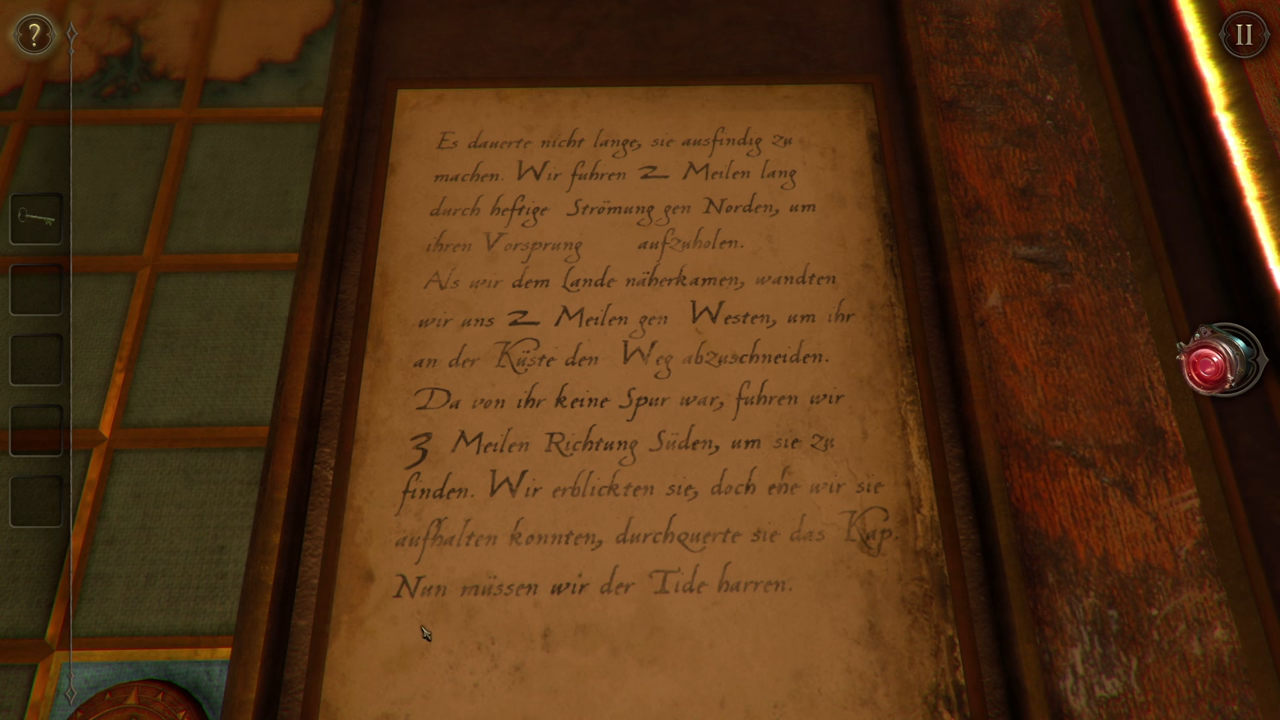 Es dauerte nicht lange, sie ausfindig zu
machen. Wir fuhren 2 Meilen lang
durch heftige Strömung gen Norden, um
ihren Vorsprung aufzuholen.
Als wir dem Lande näherkamen, wandten
wir uns 2 Meilen gen Westen, um ihr
an der Küste den Weg abzuschneiden.
Da von ihr keine Spur war, fuhren wir
3 Meilen Richtung Süden, um sie zu
finden. Wir erblickten sie, doch ehe wir sie
aufhalten konnten, durchquerte sie das Kap.
Nun müssen wir der Tide harren.
?
II